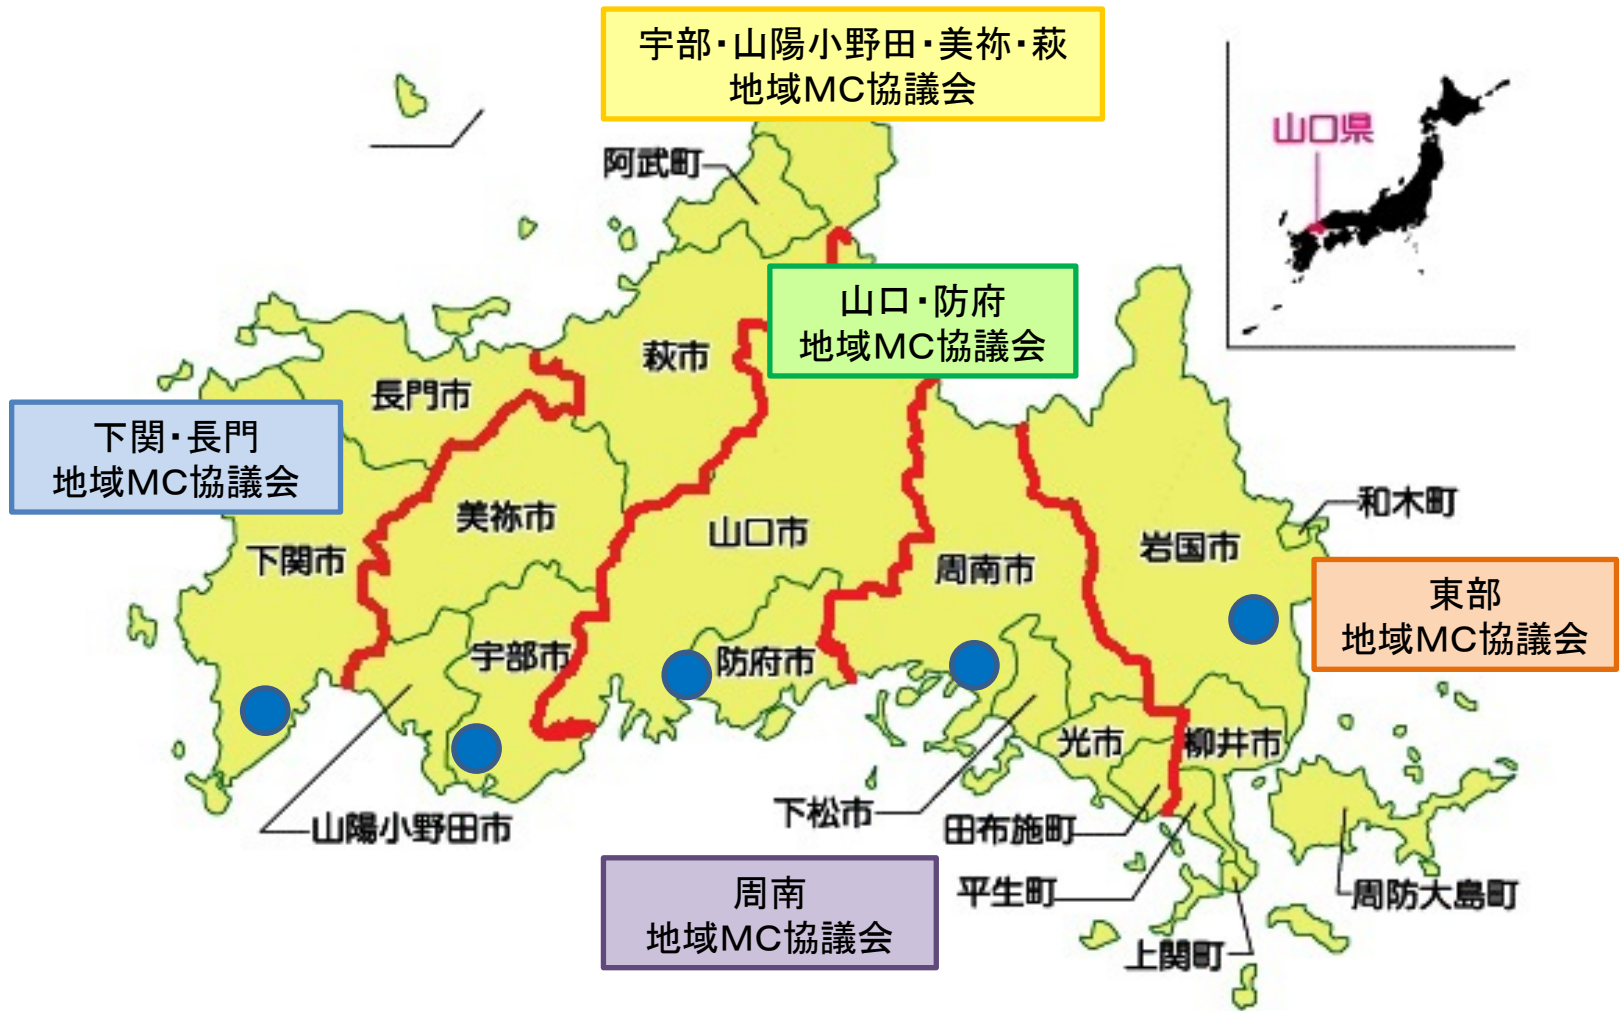 宇部・山陽小野田・美祢・萩
地域MC協議会
阿武町
山口県
山口・防府
地域MC協議会
萩市
長門市
下関・長門
地域MC協議会
美祢市
山口市
和木町
岩国市
下関市
周南市
東部
地域MC協議会
宇部市
防府市
光市
柳井市
山陽小野田市
下松市
田布施町
平生町
周防大島町
周南
地域MC協議会
上関町